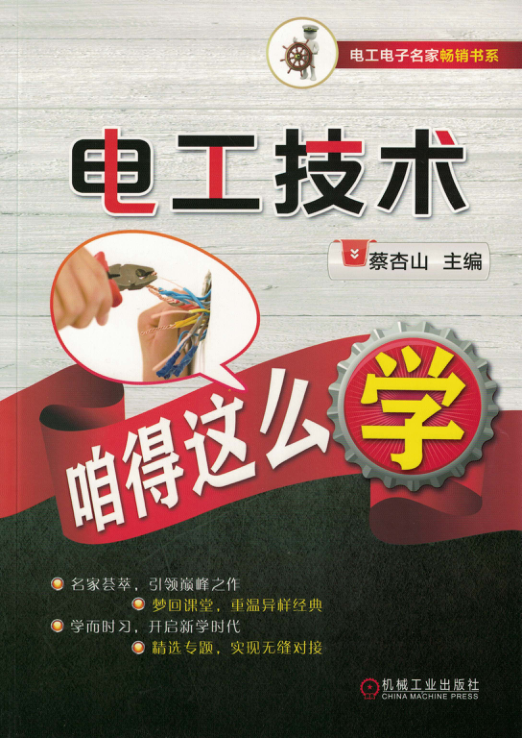 电工电子名家畅销书系
电工技术
蔡杏山 主编
咱得这么学
名家荟萃，引领巅峰之作
梦回课堂，重温异样经典
学而时习，开启新学时代
精选专题，实现无缝对接
机械工业出版社
CHINA MACHINE PRESS